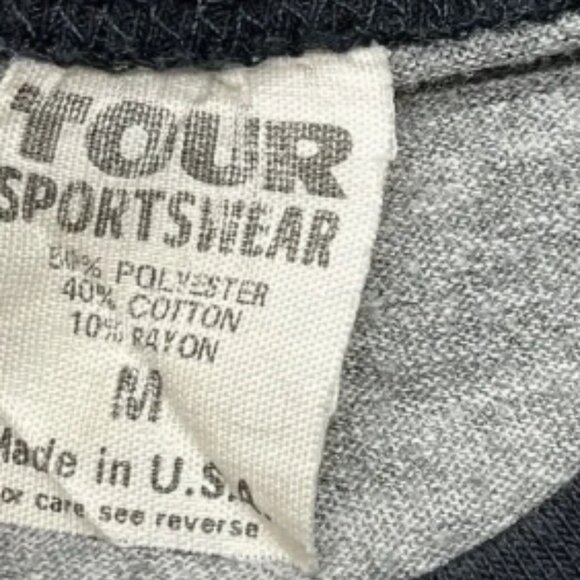 TOUR
SPORTSWEAR
50% POLYESTER
40% COTTON
10% RAYON
M
Made in U.S.A.
or care see reverse